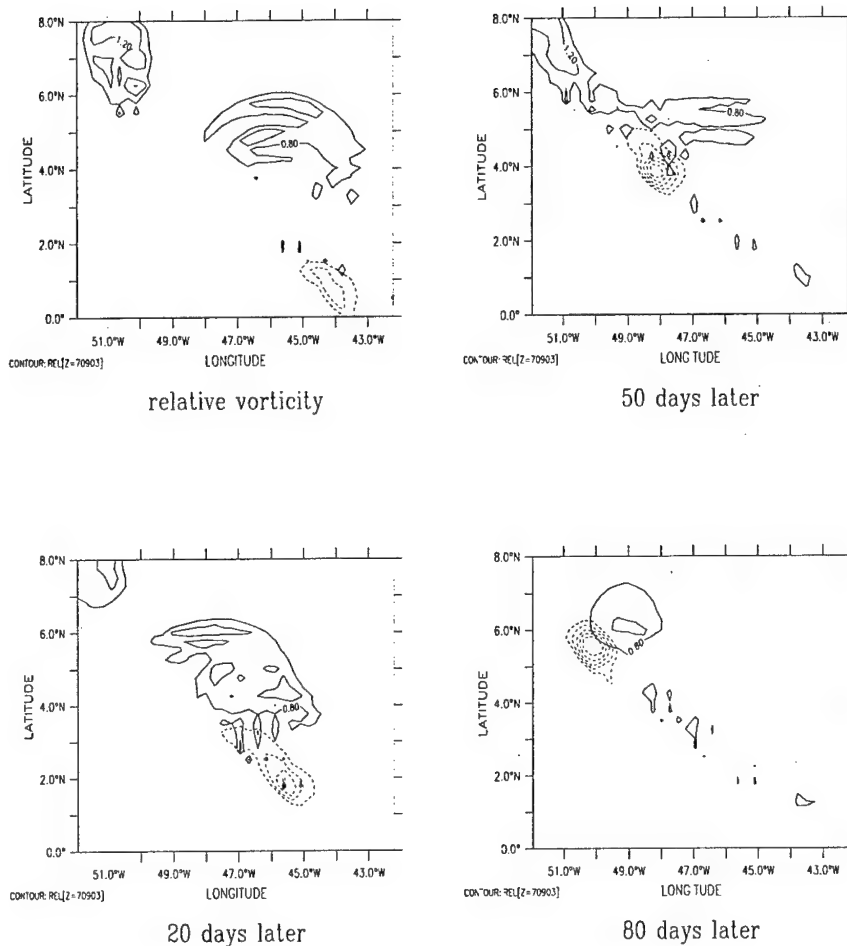 8.0°N
6.0°N
4.0°N
2.0°N
0.0°
LATITUDE
1.20
0.80
51.0°W 49.0°W 47.0°W 45.0°W 43.0°W
LONGITUDE
CONTOUR: REL[Z=70903]
relative vorticity
8.0°N
6.0°N
4.0°N
2.0°N
0.0°
LATITUDE
1.20
0.80
51.0°W 49.0°W 47.0°W 45.0°W 43.0°W
LONG TUDE
CONTOUR: REL[Z=70903]
50 days later
8.0°N
6.0°N
4.0°N
2.0°N
0.0°
LATITUDE
0.80
51.0°W 49.0°W 47.0°W 45.0°W 43.0°W
LONGITUDE
CONTOUR: REL[Z=70903]
20 days later
8.0°N
6.0°N
4.0°N
2.0°N
0.0°
LATITUDE
0.80
51.0°W 49.0°W 47.0°W 45.0°W 43.0°W
LONG TUDE
CONTOUR: REL[Z=70903]
80 days later